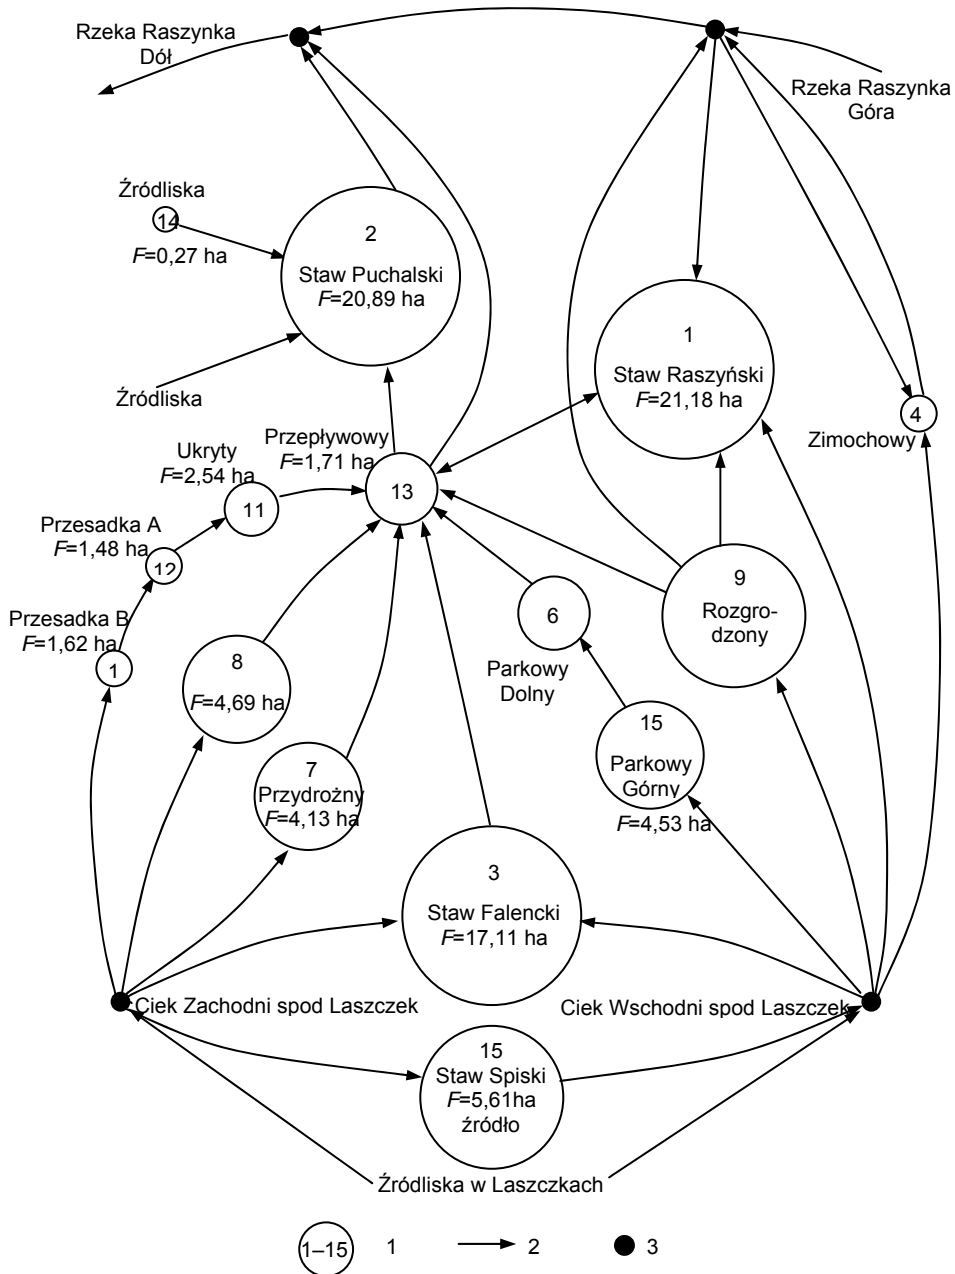 Rzeka Raszynka
Dół
Rzeka Raszynka
Góra
Źródliska
14
F=0,27 ha
2
Staw Puchalski
F=20,89 ha
Źródliska
1
Staw Raszyński
F=21,18 ha
4
Zimochowy
Przepływowy
F=1,71 ha
13
Ukryty
F=2,54 ha
11
Przesadka A
F=1,48 ha
12
Przesadka B
F=1,62 ha
1
8
F=4,69 ha
7
Przydrożny
F=4,13 ha
6
Parkowy
Dolny
9
Rozgro-
dzony
15
Parkowy
Górny
F=4,53 ha
3
Staw Falencki
F=17,11 ha
Ciek Zachodni spod Laszczek
Ciek Wschodni spod Laszczek
15
Staw Spiski
F=5,61ha
źródło
Źródliska w Laszczkach
1–15
1
2
3